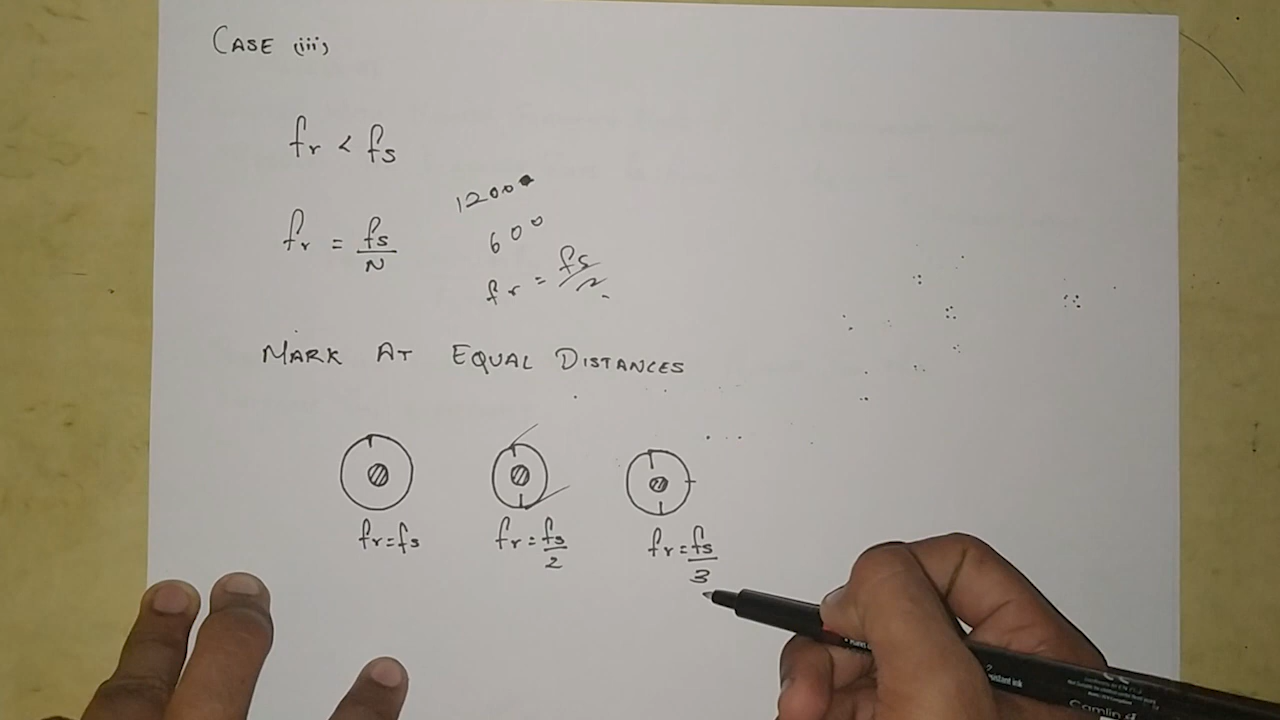 CASE (iii)
fr < fs
1200
fr = fs/N
600
fr = fs/2
MARK AT EQUAL DISTANCES
fr = fs
fr = fs/2
fr = fs/3
Camlin